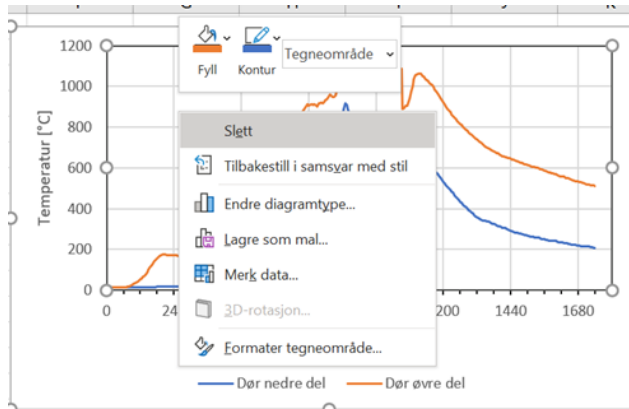 1200
1000
800
600
400
200
0
Temperatur [°C]
Fyll Kontur Tegneområde
Slett
Tilbakestill i samsvar med stil
Endre diagramtype...
Lagre som mal...
Merk data...
3D-rotasjon...
Formater tegneområde...
0 24 200 1440 1680
Dør nedre del Dør øvre del